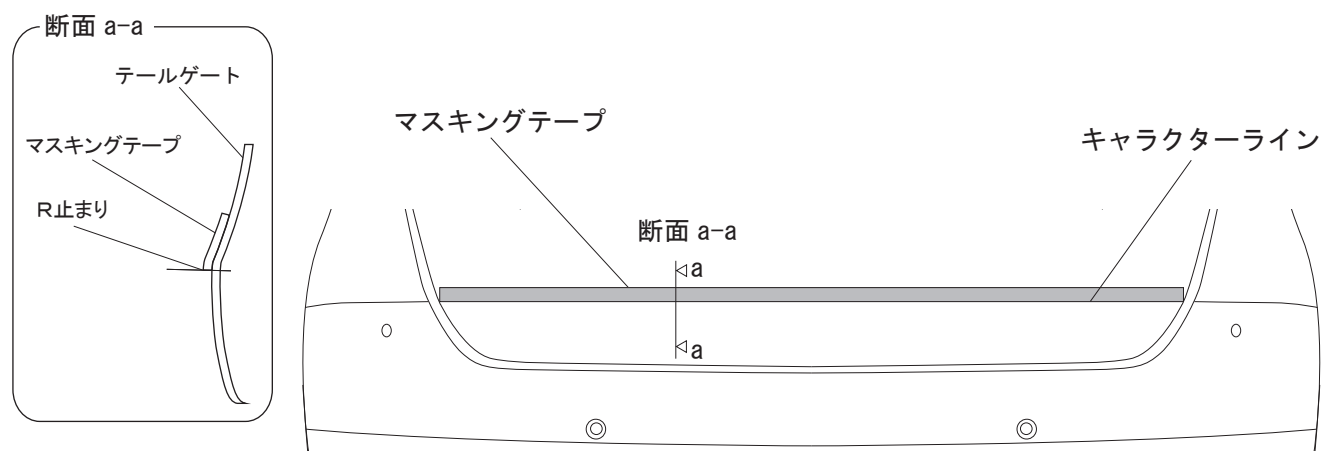 断面 a-a
テールゲート
マスキングテープ
R止まり
マスキングテープ
キャラクターライン
断面 a-a
a
a